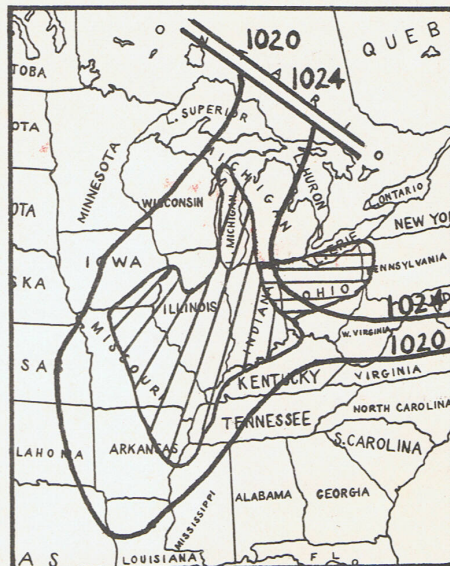 1020
1024
QUEB
TOBA
L. SUPERIOR
OTA
MINNESOTA
MICHIGAN
HURON
ONTARIO
OTA
WISCONSIN
L. MICHIGAN
NEW YO
ERIE
IOWA
SKA
PENNSYLVANIA
ILLINOIS
INDIANA
OHIO
1024
MISSOURI
W. VIRGINIA
1020
SAS
KENTUCKY
VIRGINIA
TENNESSEE
NORTH CAROLINA
LAHOMA
ARKANSAS
S. CAROLINA
MISSISSIPPI
ALABAMA
GEORGIA
AS
LOUISIANA
FL